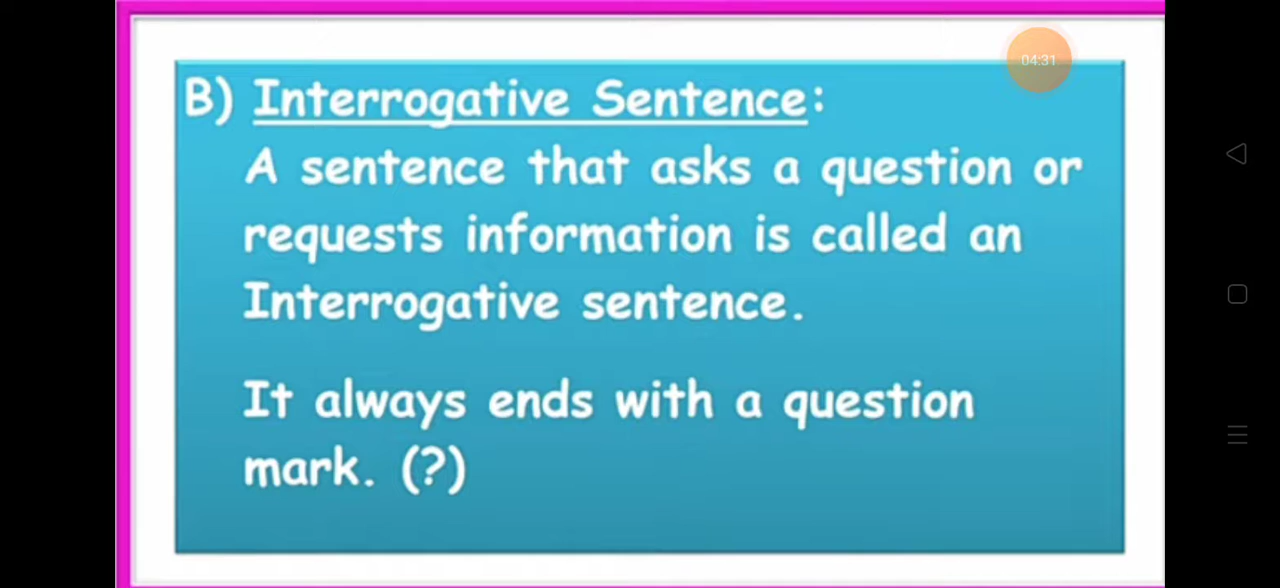 04:31
B) Interrogative Sentence:
A sentence that asks a question or
requests information is called an
Interrogative sentence.
It always ends with a question
mark. (?)